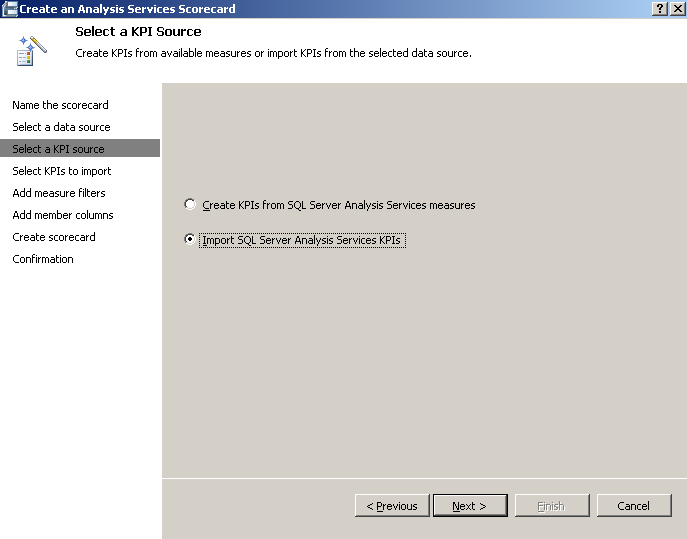 Create an Analysis Services Scorecard
Select a KPI Source
Create KPIs from available measures or import KPIs from the selected data source.
Name the scorecard
Select a data source
Select a KPI source
Select KPIs to import
Add measure filters
Add member columns
Create scorecard
Confirmation
Create KPIs from SQL Server Analysis Services measures
Import SQL Server Analysis Services KPIs
< Previous Next > Finish Cancel